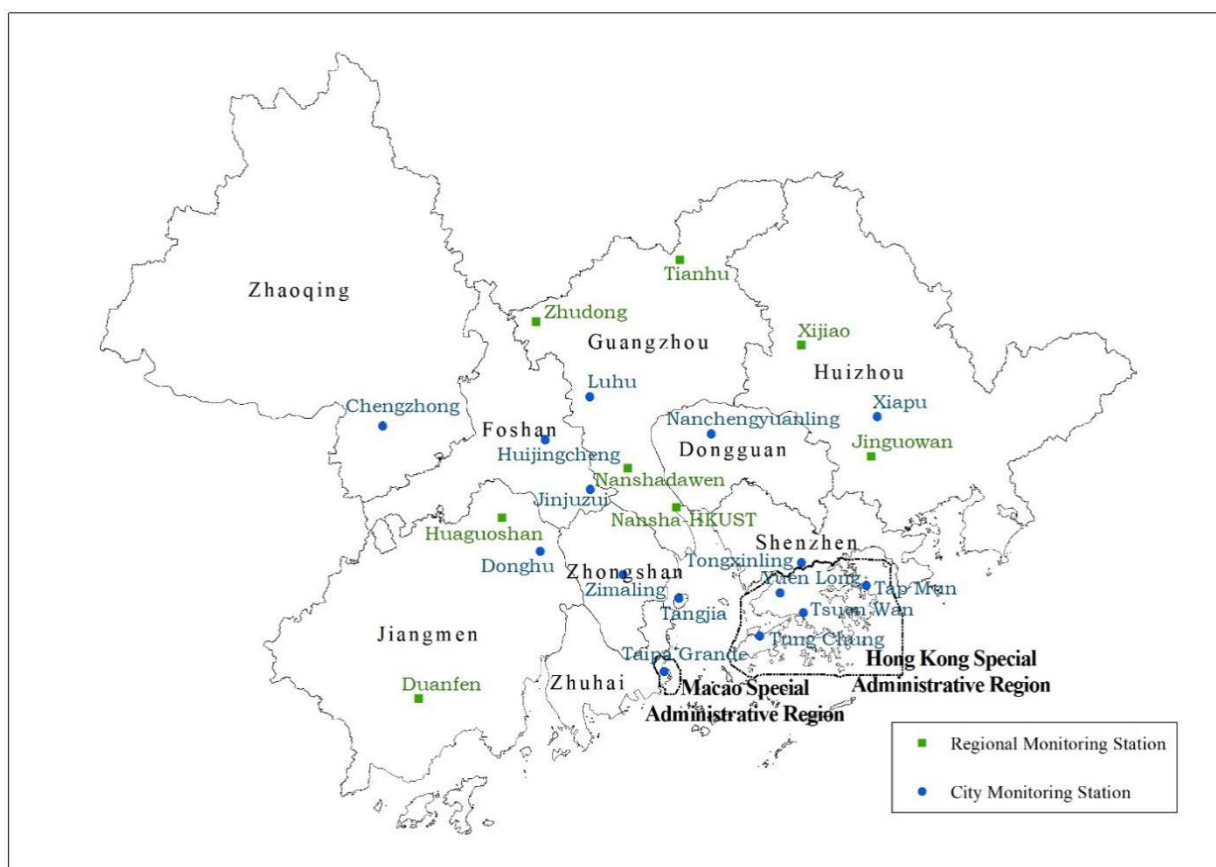 Tianhu
Zhaoqing
Zhudong
Guangzhou
Xijiao
Huizhou
Luhu
Chengzhong
Xiapu
Nanchengyuanling
Foshan
Dongguan
Huijingcheng
Jinguowan
Nanshadawen
Jinjuzui
Nansha-HKUST
Huaguoshan
Shenzhen
Donghu
Tongxinling
Zhongshan
Yuen Long
Zimaling
Tap Mun
Tangjia
Tsuen Wan
Jiangmen
Tung Chung
Taipa Grande
Hong Kong Special
Administrative Region
Zhuhai
Duanfen
Macao Special
Administrative Region
Regional Monitoring Station
City Monitoring Station